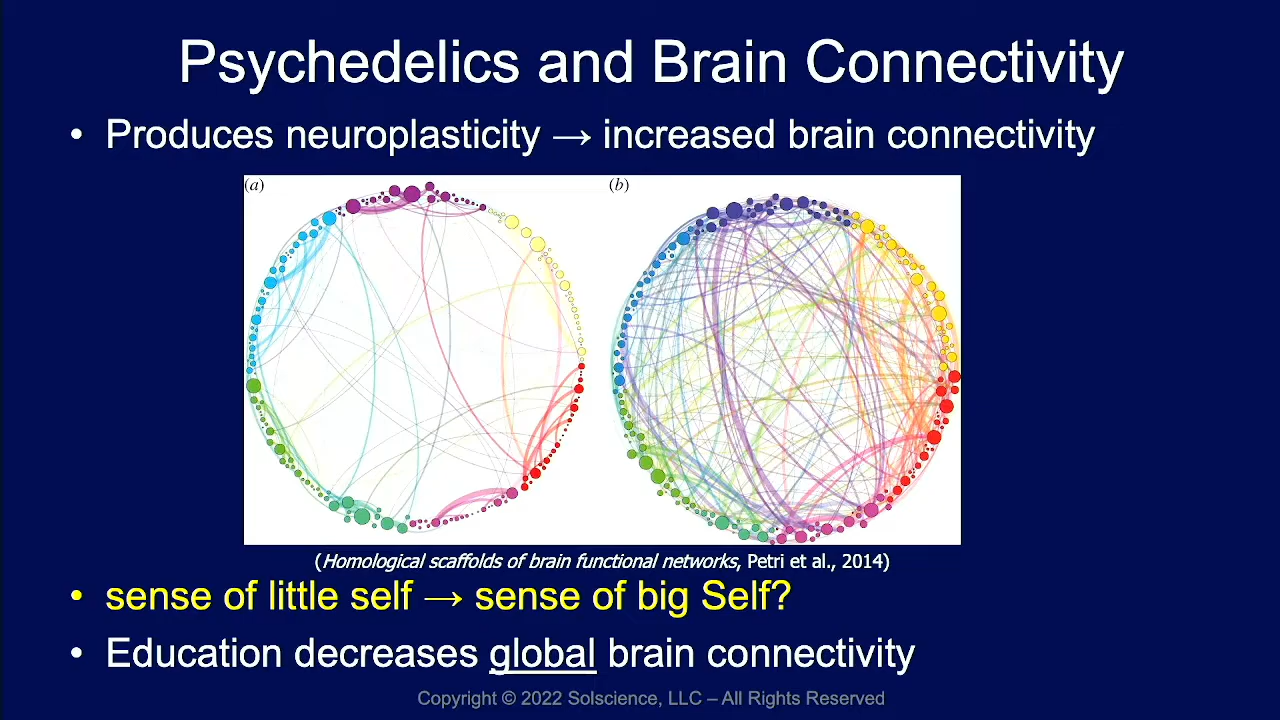 Psychedelics and Brain Connectivity
• Produces neuroplasticity → increased brain connectivity
(a) (b)
(Homological scaffolds of brain functional networks, Petri et al., 2014)
• sense of little self → sense of big Self?
• Education decreases global brain connectivity
Copyright © 2022 Solscience, LLC – All Rights Reserved